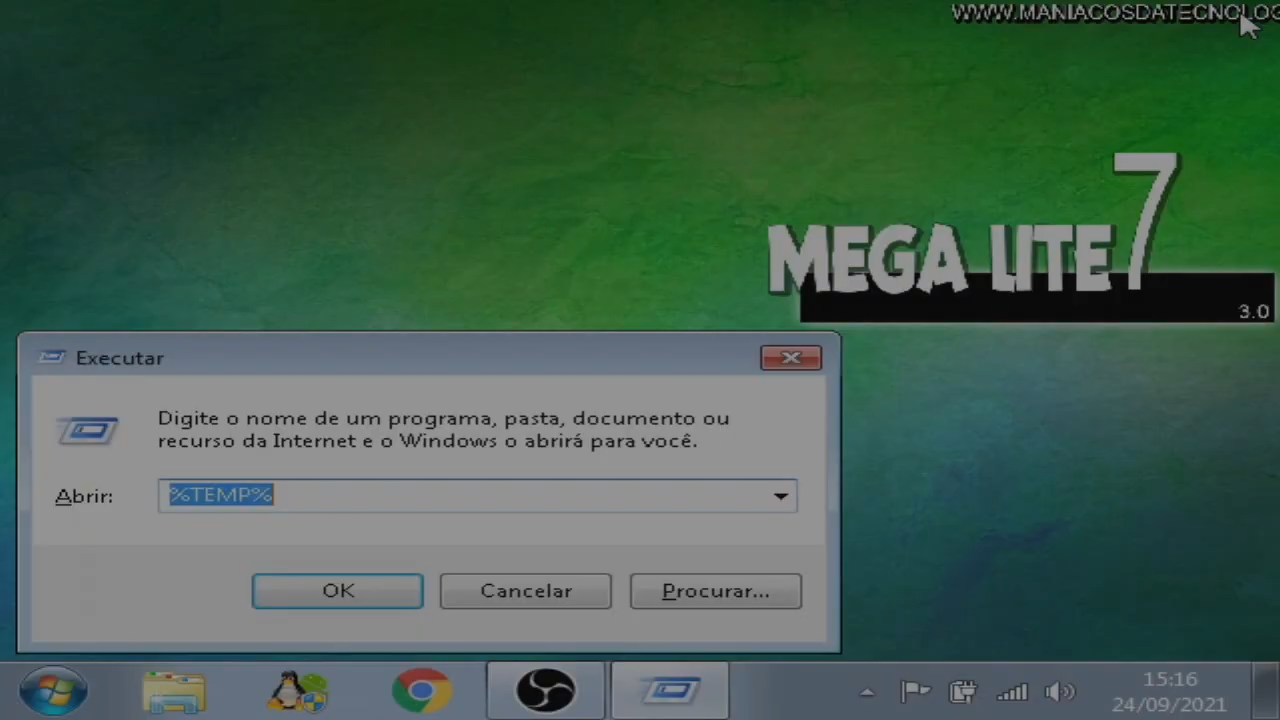 WWW.MANIACOSDATECNOLOG
MEGA LITE 7
3.0
Executar
Digite o nome de um programa, pasta, documento ou
recurso da Internet e o Windows o abrirá para você.
Abrir:
%TEMP%
OK
Cancelar
Procurar...
15:16
24/09/2021